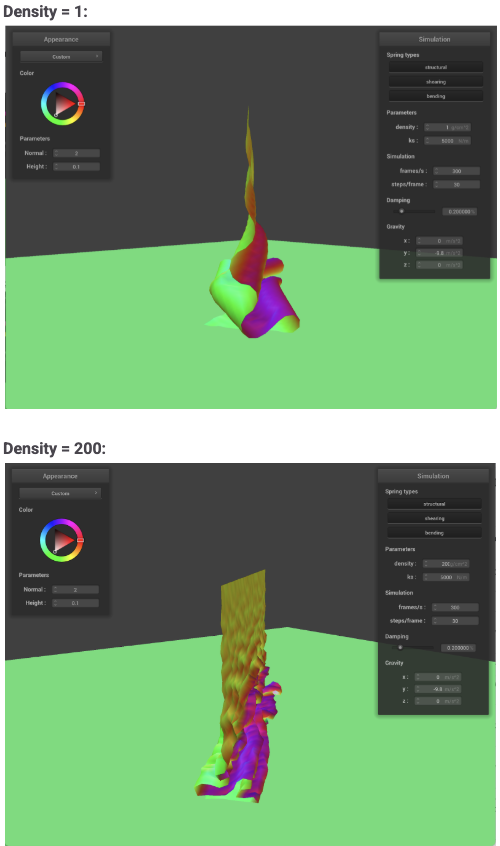 Density = 1:
Appearance
Simulation
Custom
Spring types
Color
structural
shearing
bending
Parameters
density : 1 g/cm^2
ks : 5000 N/m
Simulation
Parameters
frames/s : 300
Normal : 2
steps/frame : 30
Height : 0.1
Damping
0.200000 %
Gravity
x : 0 m/s^2
y : -9.8 m/s^2
z : 0 m/s^2
Density = 200:
Appearance
Simulation
Custom
Spring types
Color
structural
shearing
bending
Parameters
density : 200 g/cm^2
ks : 5000 N/m
Parameters
Simulation
Normal : 2
frames/s : 300
Height : 0.1
steps/frame : 30
Damping
0.200000 %
Gravity
x : 0 m/s^2
y : -9.8 m/s^2
z : 0 m/s^2